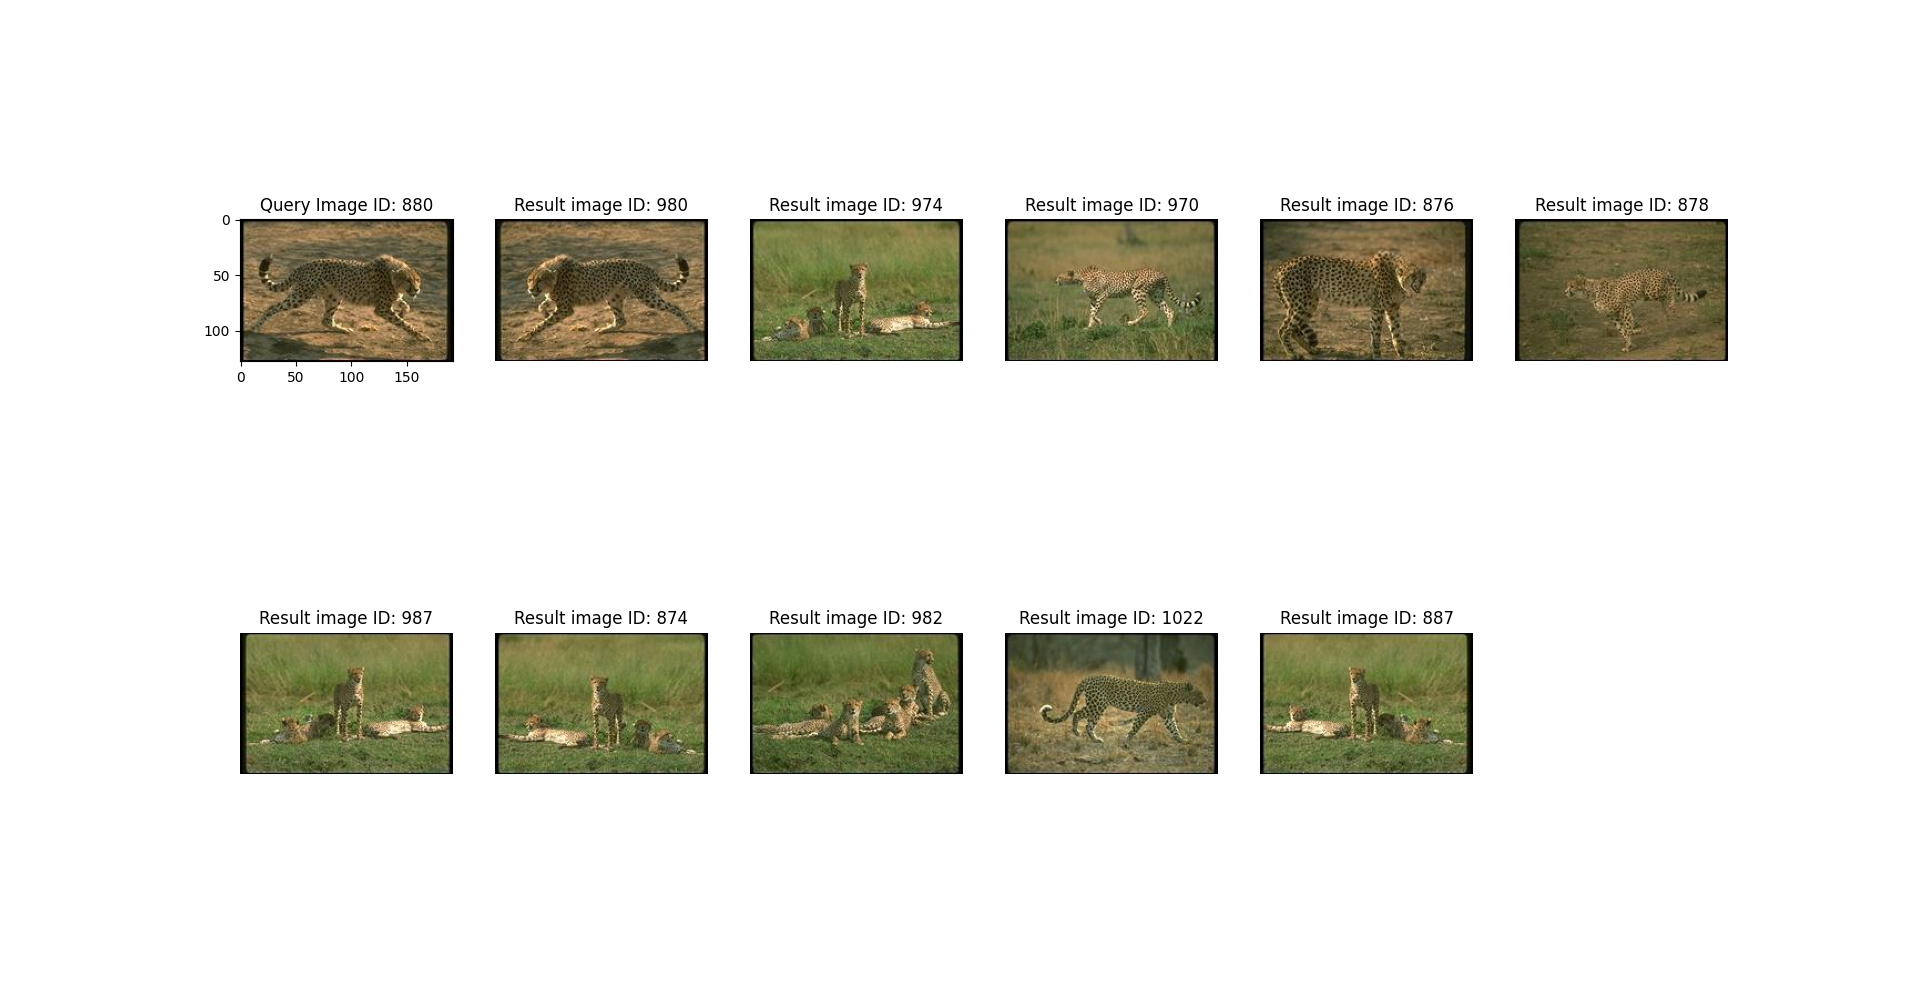 Query Image ID: 880
Result image ID: 980
Result image ID: 974
Result image ID: 970
Result image ID: 876
Result image ID: 878
0
50
100
0
50
100
150
Result image ID: 987
Result image ID: 874
Result image ID: 982
Result image ID: 1022
Result image ID: 887